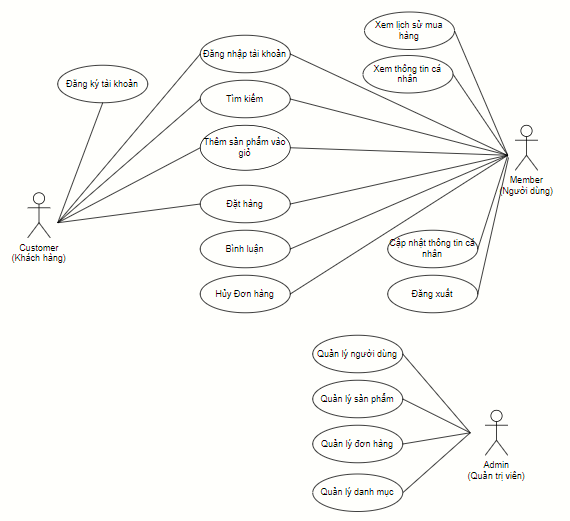 Xem lịch sử mua
hàng
Đăng nhập tài khoản
Xem thông tin cá
nhân
Đăng ký tài khoản
Tìm kiếm
Thêm sản phẩm vào
giỏ
Member
(Người dùng)
Đặt hàng
Customer
(Khách hàng)
Bình luận
Cập nhật thông tin cá
nhân
Hủy Đơn hàng
Đăng xuất
Quản lý người dùng
Quản lý sản phẩm
Quản lý đơn hàng
Admin
(Quản trị viên)
Quản lý danh mục